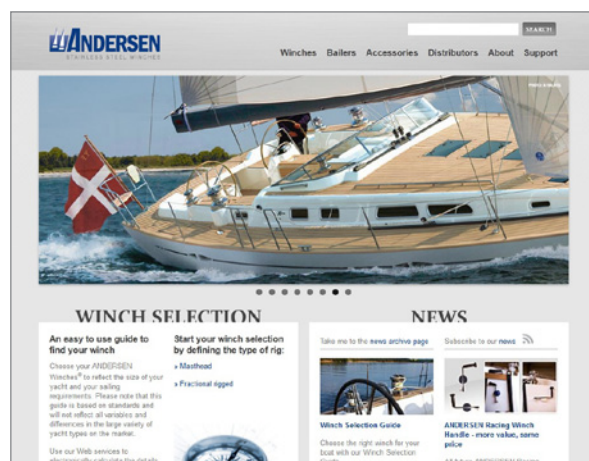 ANDERSEN
STAINLESS STEEL WINCHES
SEARCH
Winches Bailers Accessories Distributors About Support
WINCH SELECTION
NEWS
An easy to use guide to
find your winch
Choose your ANDERSEN
Winches® to reflect the size of your
yacht and your sailing
requirements. Please note that this
guide is based on standards and
will not reflect all variables and
differences in the large variety of
yacht types on the market.
Use our Web services to
electronically calculate the details
Start your winch selection
by defining the type of rig:
» Masthead
» Fractional rigged
Take me to the news archive page
Winch Selection Guide
Choose the right winch for your
boat with our Winch Selection
Subscribe to our news
ANDERSEN Racing Winch
Handle - more value, same
price